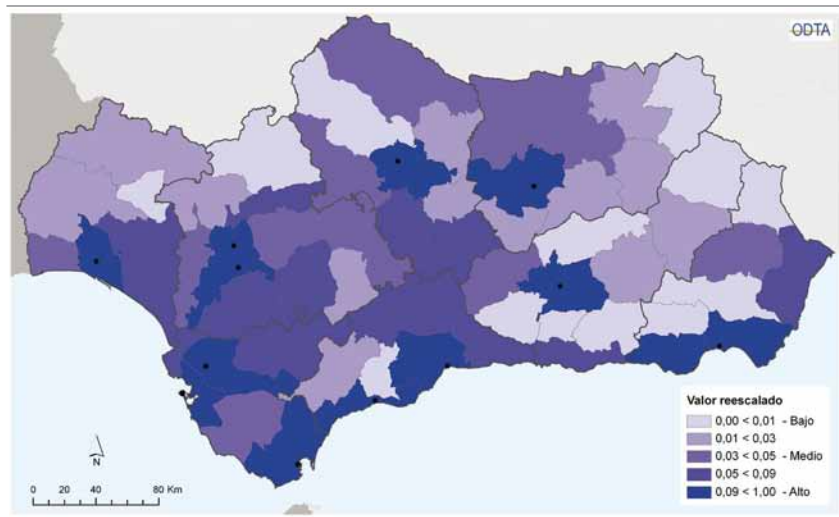 ODTA
Valor reescalado
0,00 < 0,01 - Bajo
0,01 < 0,03
0,03 < 0,05 - Medio
0,05 < 0,09
0,09 < 1,00 - Alto
N
0 20 40 80 Km